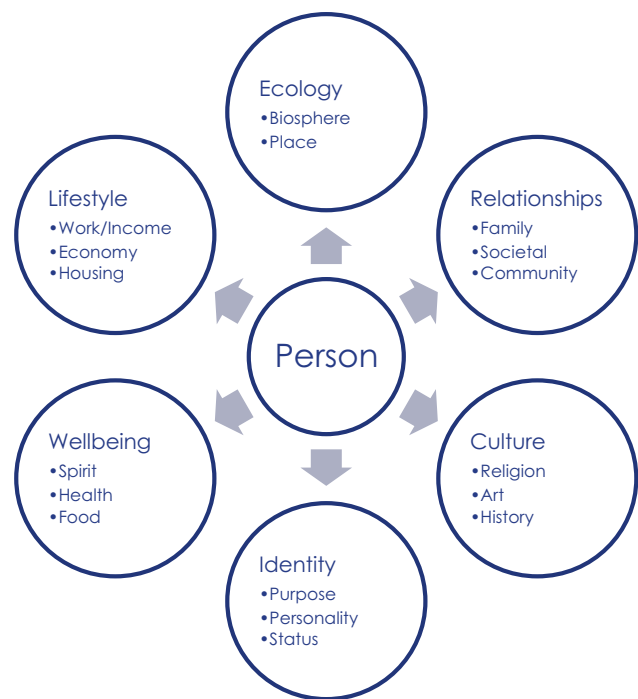 Ecology
•Biosphere
•Place
Lifestyle
•Work/Income
•Economy
•Housing
Relationships
•Family
•Societal
•Community
Person
Wellbeing
•Spirit
•Health
•Food
Culture
•Religion
•Art
•History
Identity
•Purpose
•Personality
•Status